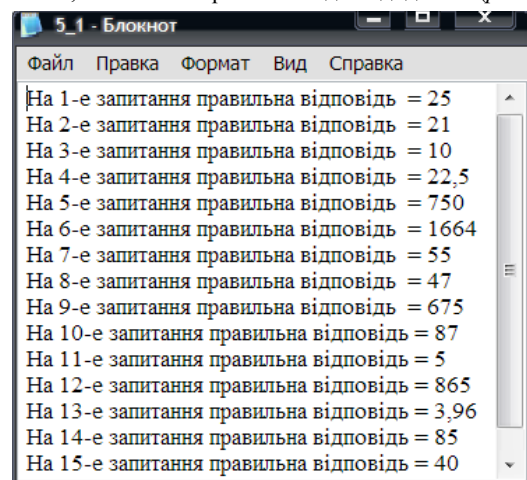 5_1 - Блокнот
Файл Правка Формат Вид Справка
На 1-е запитання правильна відповідь = 25
На 2-е запитання правильна відповідь = 21
На 3-е запитання правильна відповідь = 10
На 4-е запитання правильна відповідь = 22,5
На 5-е запитання правильна відповідь = 750
На 6-е запитання правильна відповідь = 1664
На 7-е запитання правильна відповідь = 55
На 8-е запитання правильна відповідь = 47
На 9-е запитання правильна відповідь = 675
На 10-е запитання правильна відповідь = 87
На 11-е запитання правильна відповідь = 5
На 12-е запитання правильна відповідь = 865
На 13-е запитання правильна відповідь = 3,96
На 14-е запитання правильна відповідь = 85
На 15-е запитання правильна відповідь = 40